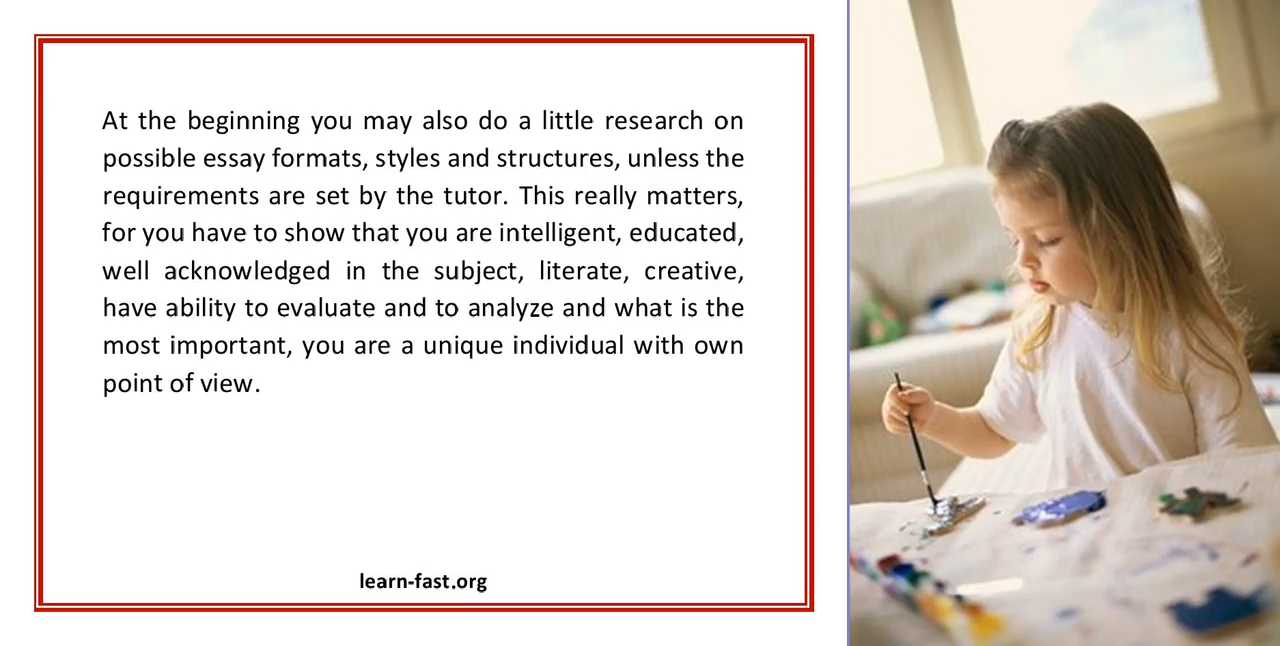 At the beginning you may also do a little research on
possible essay formats, styles and structures, unless the
requirements are set by the tutor. This really matters,
for you have to show that you are intelligent, educated,
well acknowledged in the subject, literate, creative,
have ability to evaluate and to analyze and what is the
most important, you are a unique individual with own
point of view.
learn-fast.org